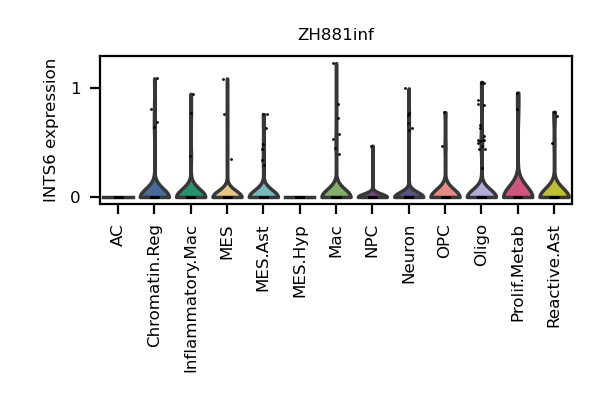 ZH881inf
INTS6 expression
1
0
AC
Chromatin.Reg
Inflammatory.Mac
MES
MES.Ast
MES.Hyp
Mac
NPC
Neuron
OPC
Oligo
Prolif.Metab
Reactive.Ast